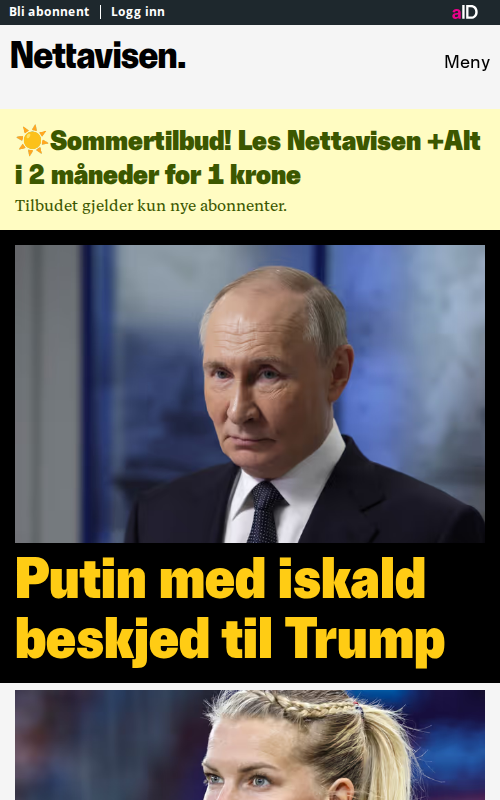 Bli abonnent | Logg inn
aID
Nettavisen.
Meny
☀️Sommertilbud! Les Nettavisen +Alt
i 2 måneder for 1 krone
Tilbudet gjelder kun nye abonnenter.
Putin med iskald
beskjed til Trump